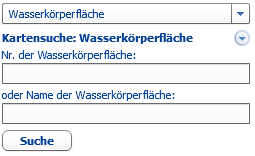 Wasserkörperfläche
Kartensuche: Wasserkörperfläche
Nr. der Wasserkörperfläche:
oder Name der Wasserkörperfläche:
Suche